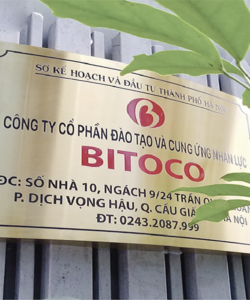 SỞ KẾ HOẠCH VÀ ĐẦU TƯ THÀNH PHỐ HÀ
B
CÔNG TY CỔ PHẦN ĐÀO TẠO VÀ CUNG ỨNG NHÂN LỰC
BITOCO
ĐC: SỐ NHÀ 10, NGÁCH 9/24 TRẦN
P. DỊCH VỌNG HẬU, Q. CẦU GIẤ NỘI
ĐT: 0243.2087.999